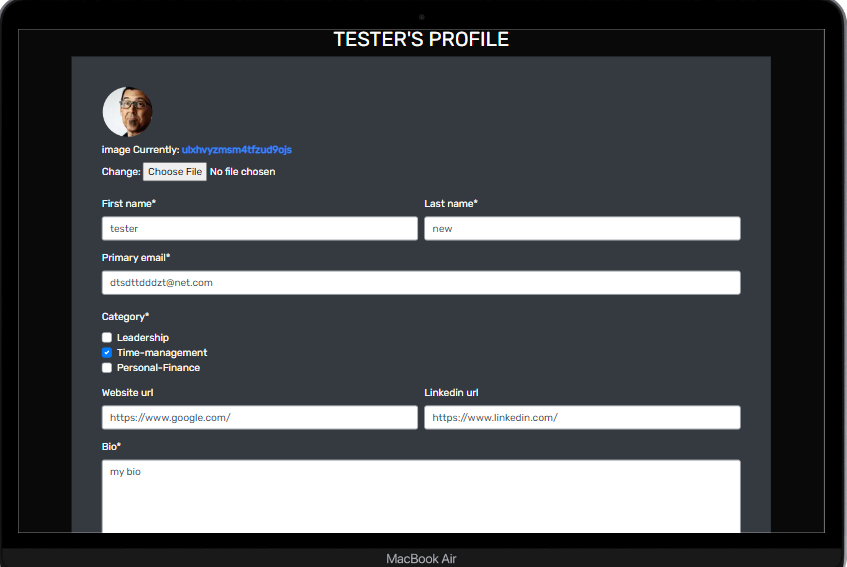 TESTER'S PROFILE
image Currently: ulxhvyzmsm4tfzud9ojs
Change: Choose File No file chosen
First name* Last name*
tester new
Primary email*
dtsdttdddzt@net.com
Category*
Leadership
Time-management
Personal-Finance
Website url Linkedin url
https://www.google.com/ https://www.linkedin.com/
Bio*
my bio
MacBook Air